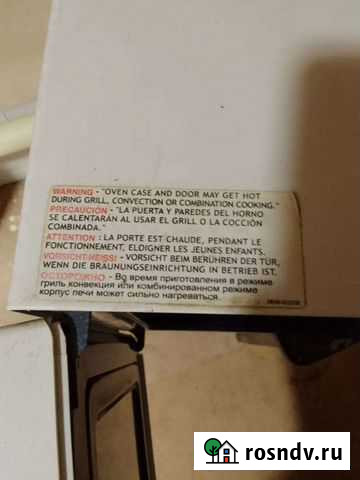 WARNING - "OVEN CASE AND DOOR MAY GET HOT
DURING GRILL, CONVECTION OR COMBINATION COOKING."
PRECAUCIÓN - "LA PUERTA Y PAREDES DEL HORNO
SE CALENTARÁN AL USAR EL GRILL O LA COCCIÓN
COMBINADA."
ATTENTION : LA PORTE EST CHAUDE, PENDANT LE
FONCTIONNEMENT, ELOIGNER LES JEUNES ENFANTS.
VORSICHT-HEISS! - VORSICHT BEIM BERÜHREN DER TÜR,
WENN DIE BRAUNUNGSEINRICHTUNG IN BETRIEB IST.
ОСТОРОЖНО - Во время приготовления в режиме
гриль конвекция или комбинированном режиме
корпус печи может сильно нагреваться.
rosndv.ru